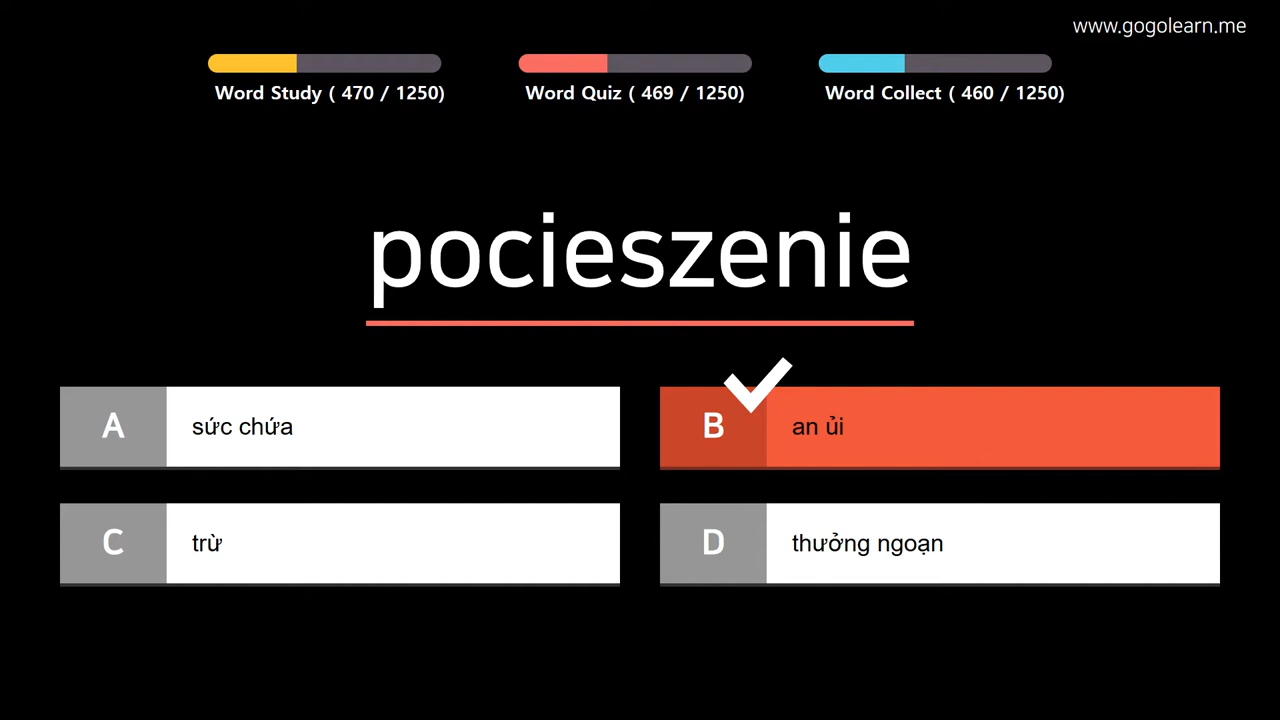 www.gogolearn.me
Word Study ( 470 / 1250)
Word Quiz ( 469 / 1250)
Word Collect ( 460 / 1250)
pocieszenie
A sức chứa
B an ủi
C trừ
D thưởng ngoạn